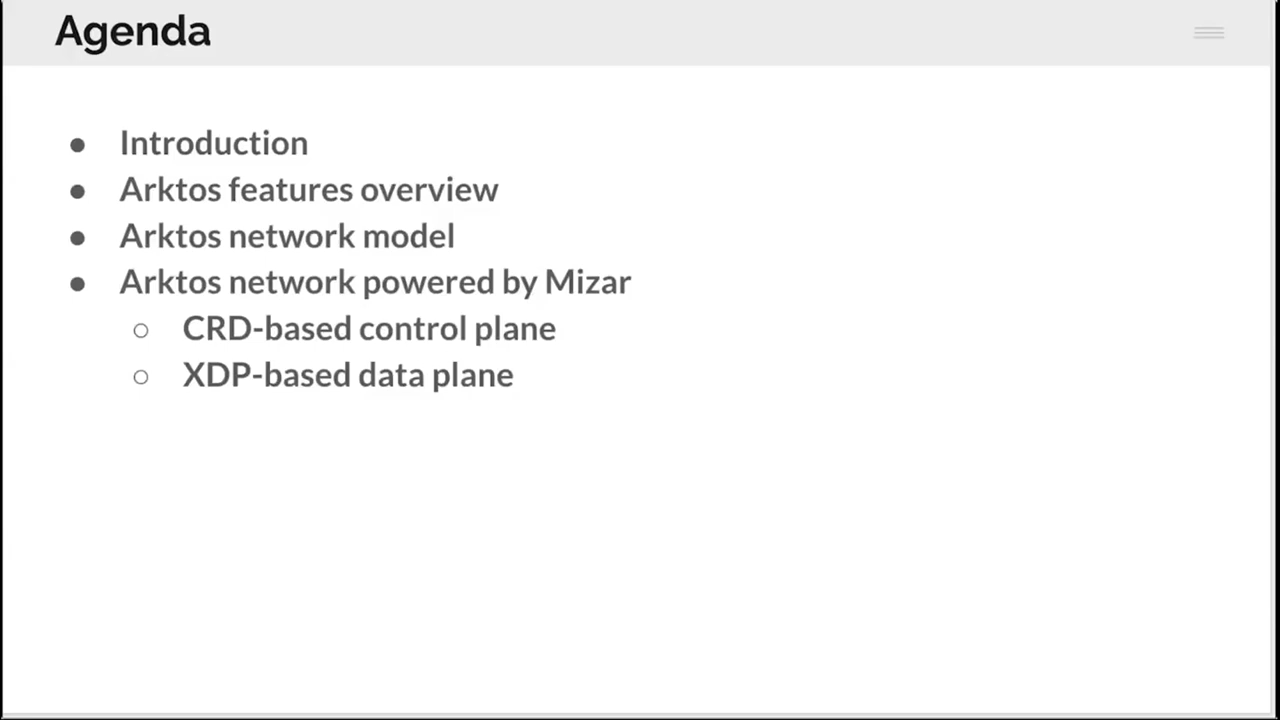 Agenda
● Introduction
● Arktos features overview
● Arktos network model
● Arktos network powered by Mizar
○ CRD-based control plane
○ XDP-based data plane